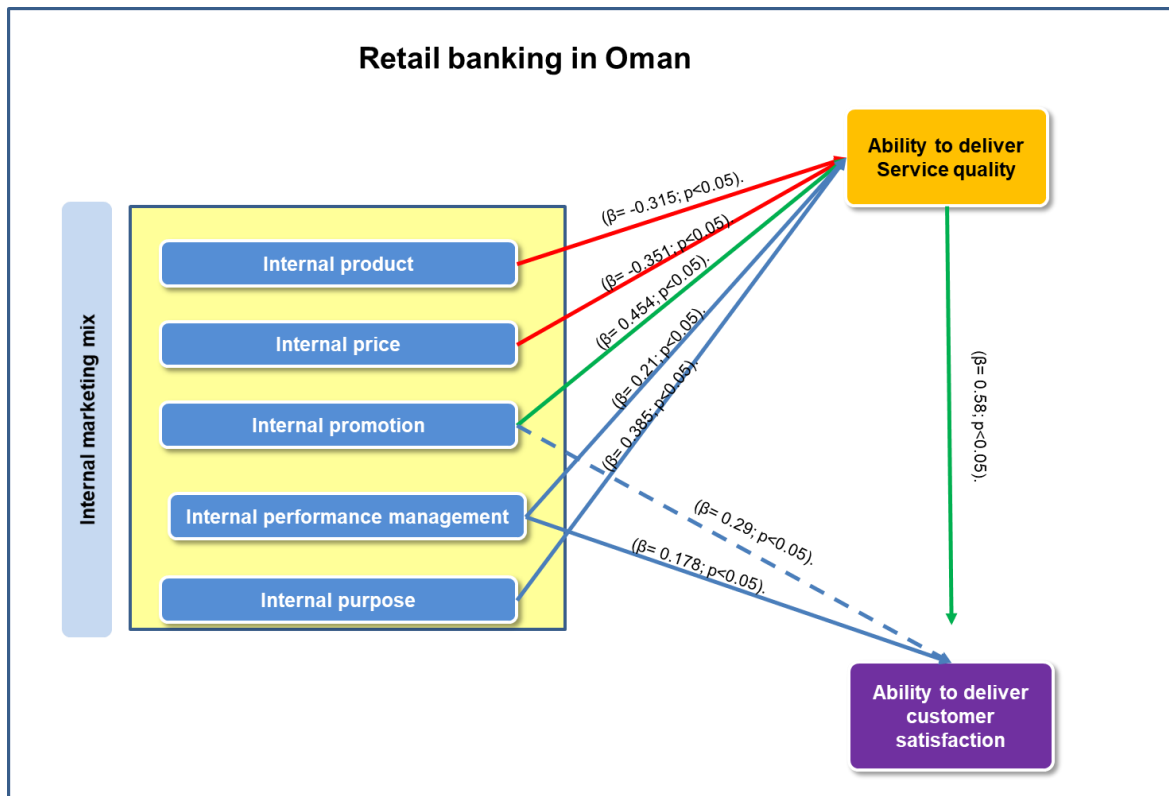 Retail banking in Oman
Ability to deliver
Service quality
(β= -0.315; p<0.05).
(β= -0.351; p<0.05).
(β= 0.454; p<0.05).
(β= 0.21; p<0.05).
(β= 0.385; p<0.05).
Internal marketing mix
Internal product
Internal price
Internal promotion
Internal performance management
Internal purpose
(β= 0.58; p<0.05).
(β= 0.29; p<0.05).
(β= 0.178; p<0.05).
Ability to deliver
customer
satisfaction